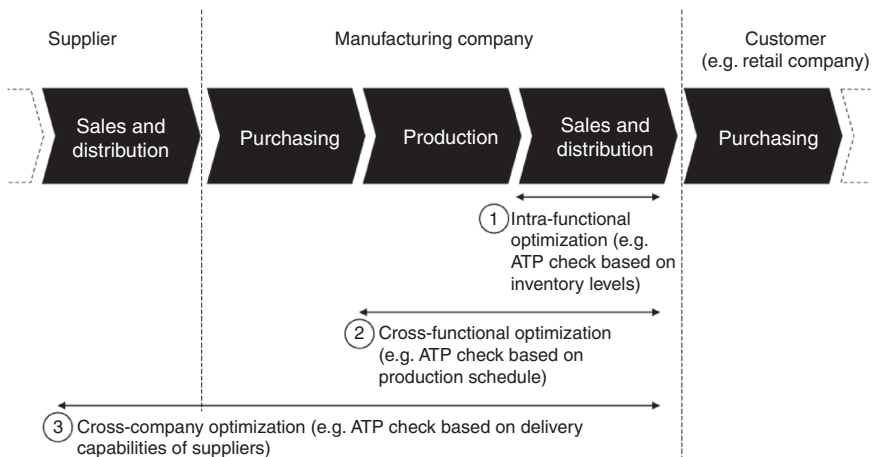 Supplier
Manufacturing company
Customer
(e.g. retail company)
Sales and
distribution
Purchasing
Production
Sales and
distribution
Purchasing
1 Intra-functional
optimization (e.g.
ATP check based on
inventory levels)
2 Cross-functional optimization
(e.g. ATP check based on
production schedule)
3 Cross-company optimization (e.g. ATP check based on delivery
capabilities of suppliers)